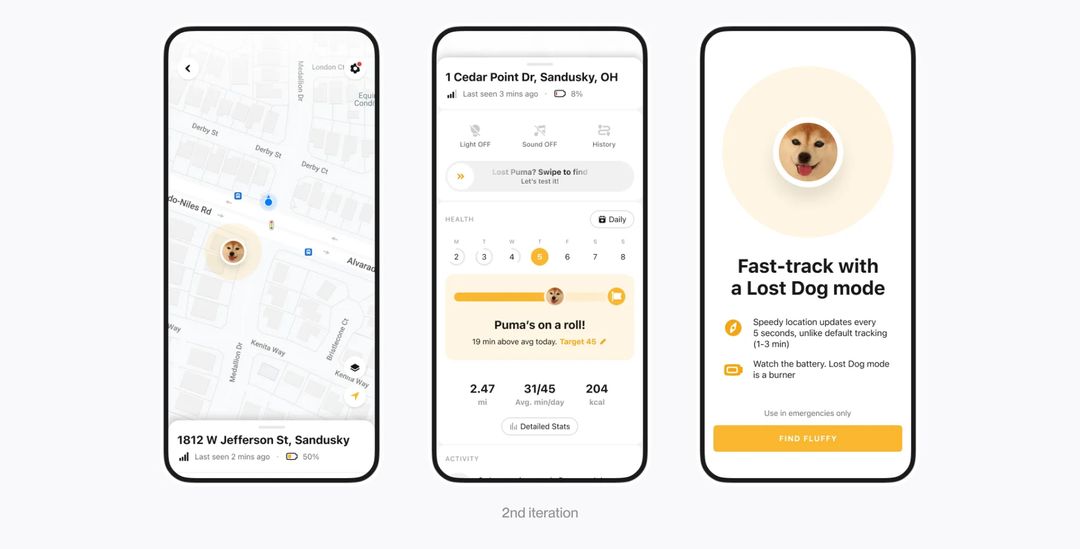 London Ct
Medallion Dr
Equi
Condo
Derby St
Derby St
Derby Ct
do-Niles Rd
Alvarad
Way
Kenita Way
Medallion Dr
Bristlecone Ct
Kenna Way
1812 W Jefferson St, Sandusky
Last seen 2 mins ago · 50%
1 Cedar Point Dr, Sandusky, OH
Last seen 3 mins ago · 8%
Light OFF Sound OFF History
Lost Puma? Swipe to find
Let's test it!
HEALTH Daily
M T W T F S S
2 3 4 5 6 7 8
Puma's on a roll!
19 min above avg today. Target 45
2.47 31/45 204
mi Avg. min/day kcal
Detailed Stats
ACTIVITY
Fast-track with
a Lost Dog mode
Speedy location updates every
5 seconds, unlike default tracking
(1-3 min)
Watch the battery. Lost Dog mode
is a burner
Use in emergencies only
FIND FLUFFY
2nd iteration